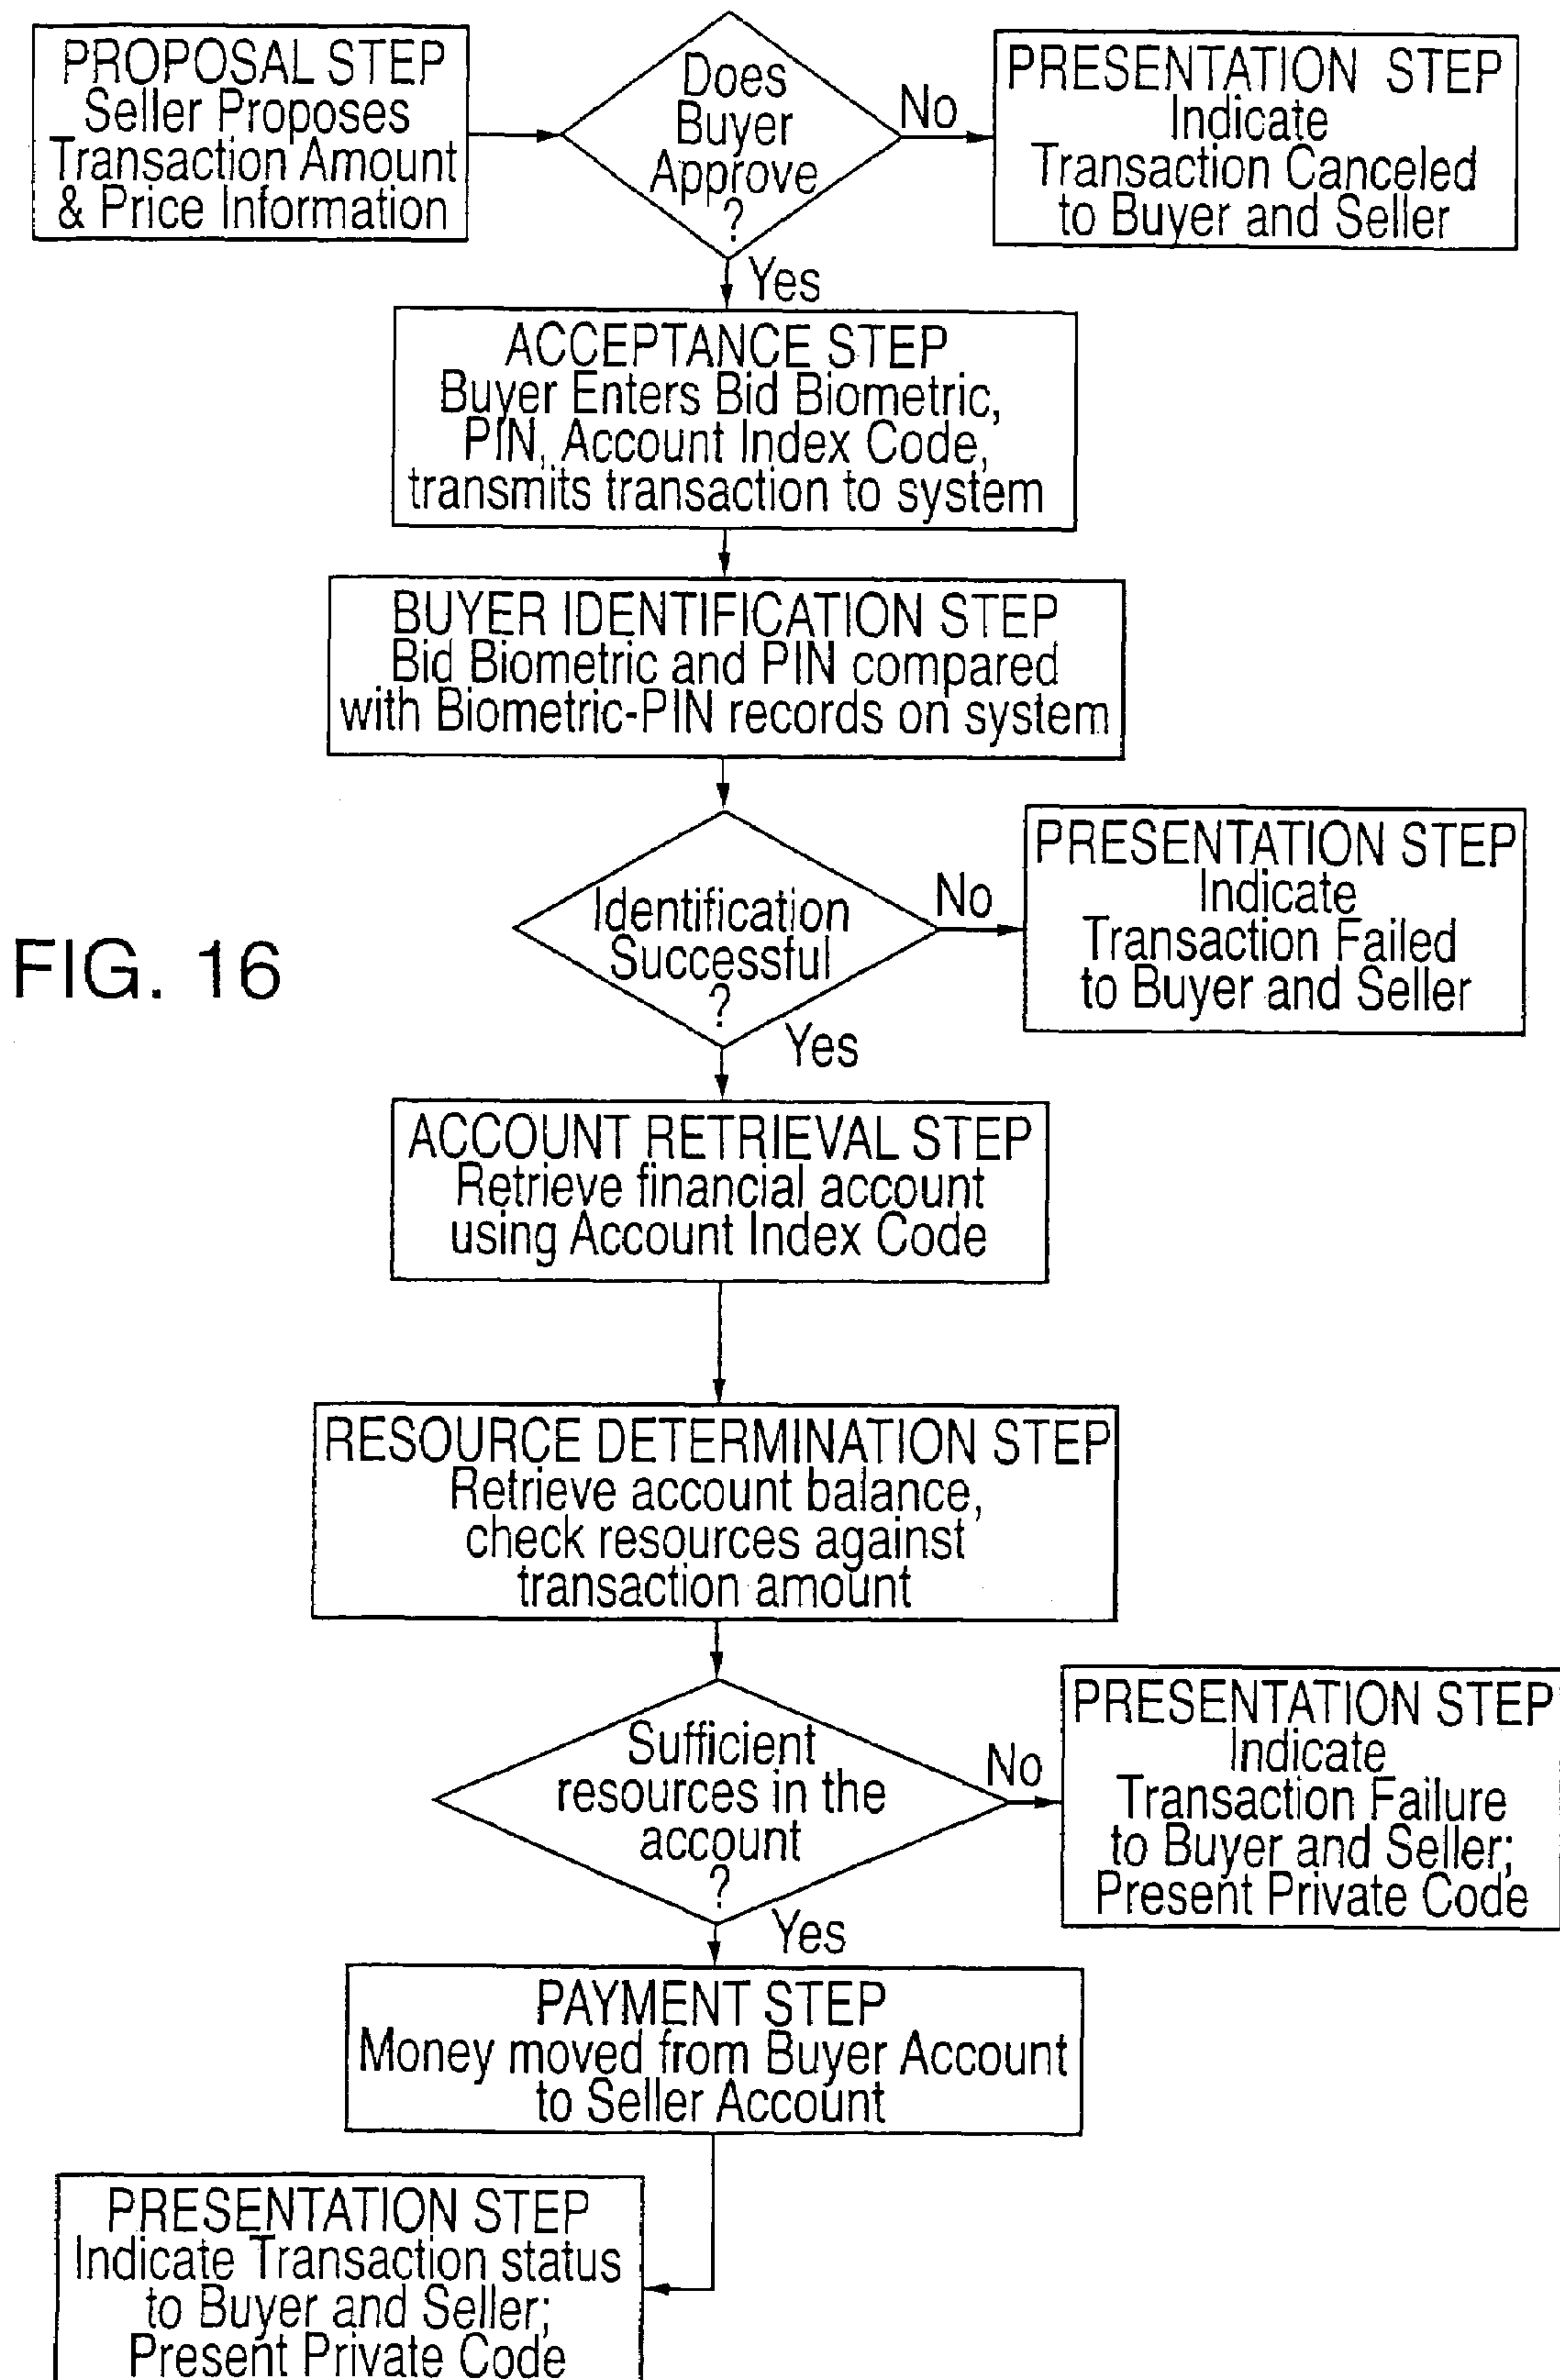 PROPOSAL STEP
Seller Proposes
Transaction Amount
& Price Information
Does
Buyer
Approve
?
No
PRESENTATION STEP
Indicate
Transaction Canceled
to Buyer and Seller
Yes
ACCEPTANCE STEP
Buyer Enters Bid Biometric,
PIN, Account Index Code,
transmits transaction to system
BUYER IDENTIFICATION STEP
Bid Biometric and PIN compared
with Biometric-PIN records on system
Identification
Successful
?
No
PRESENTATION STEP
Indicate
Transaction Failed
to Buyer and Seller
FIG. 16
Yes
ACCOUNT RETRIEVAL STEP
Retrieve financial account
using Account Index Code
RESOURCE DETERMINATION STEP
Retrieve account balance,
check resources against
transaction amount
Sufficient
resources in the
account
?
No
PRESENTATION STEP
Indicate
Transaction Failure
to Buyer and Seller;
Present Private Code
Yes
PAYMENT STEP
Money moved from Buyer Account
to Seller Account
PRESENTATION STEP
Indicate Transaction status
to Buyer and Seller;
Present Private Code